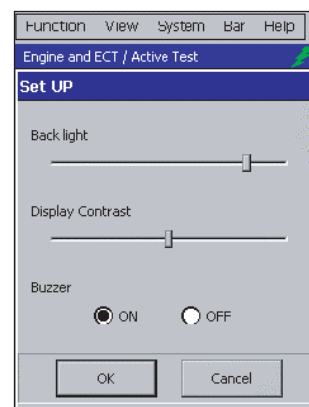 Function View System Bar Help
Engine and ECT / Active Test
Set UP
Back light
Display Contrast
Buzzer
ON OFF
OK Cancel